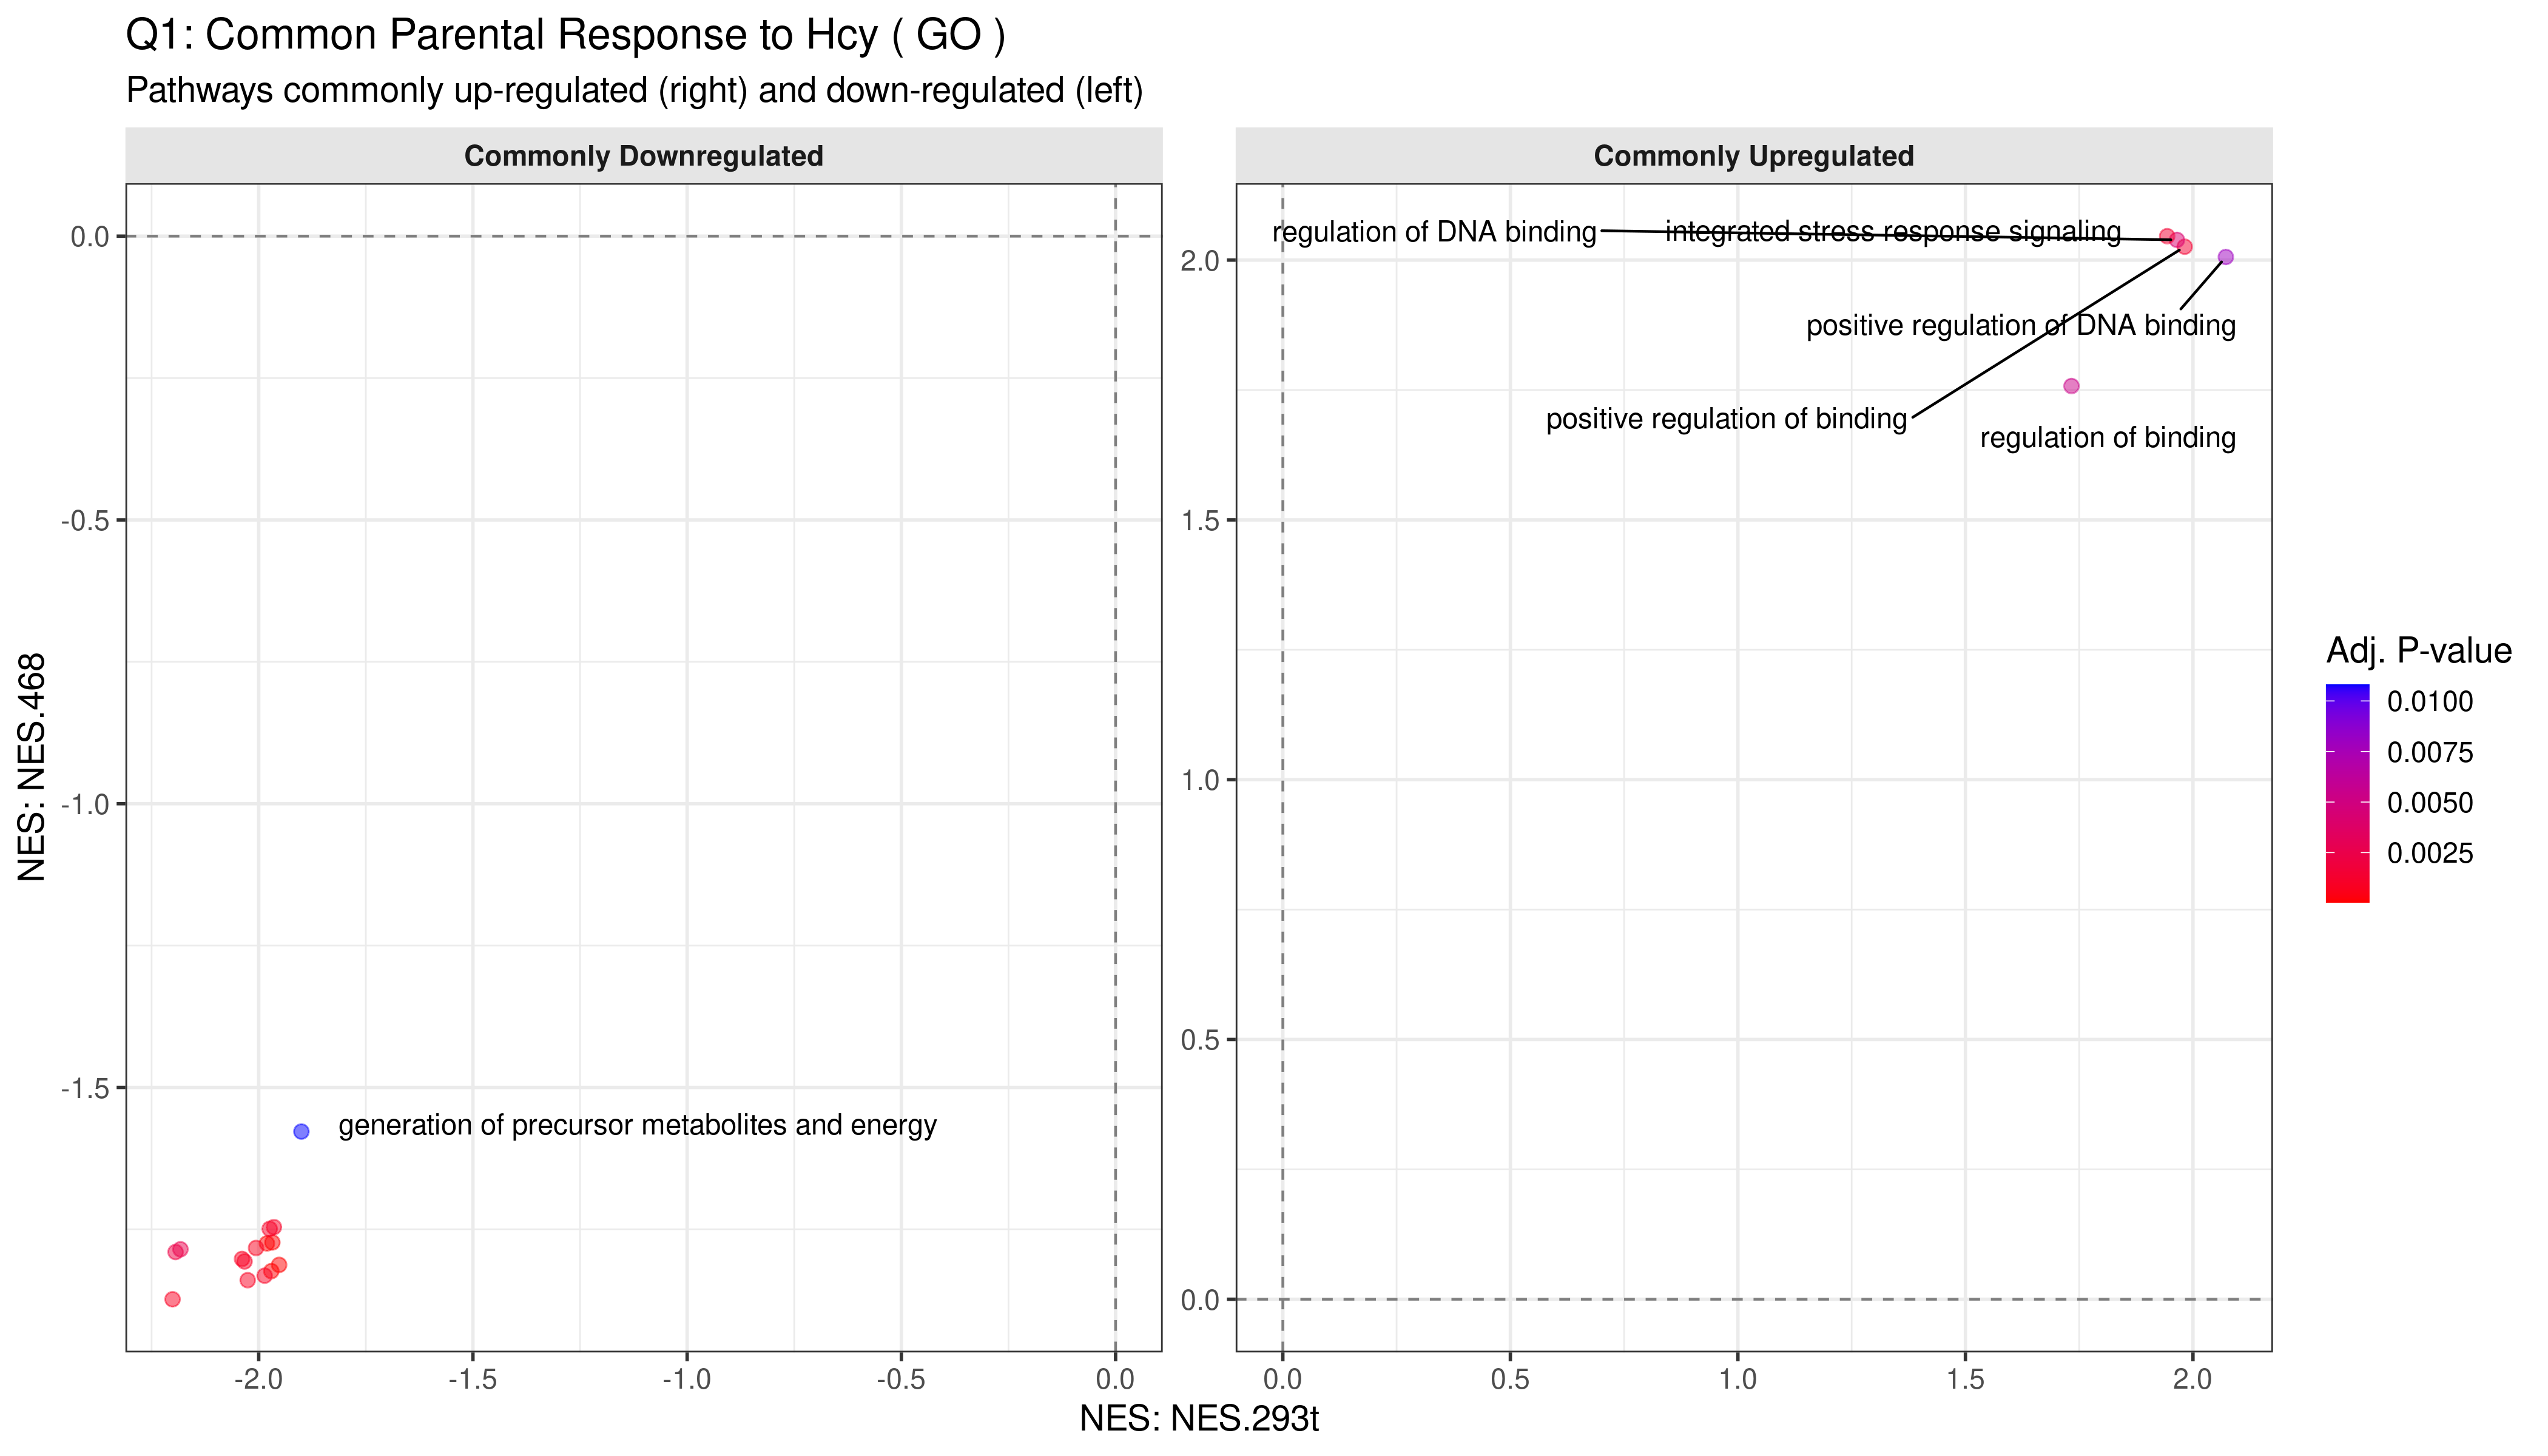 Q1: Common Parental Response to Hcy ( GO )
Pathways commonly up-regulated (right) and down-regulated (left)
Commonly Downregulated
Commonly Upregulated
NES: NES.468
0.0
-0.5
-1.0
-1.5
generation of precursor metabolites and energy
-2.0
-1.5
-1.0
-0.5
0.0
2.0
1.5
1.0
0.5
0.0
regulation of DNA binding
integrated stress response signaling
positive regulation of DNA binding
positive regulation of binding
regulation of binding
0.0
0.5
1.0
1.5
2.0
NES: NES.293t
Adj. P-value
0.0100
0.0075
0.0050
0.0025